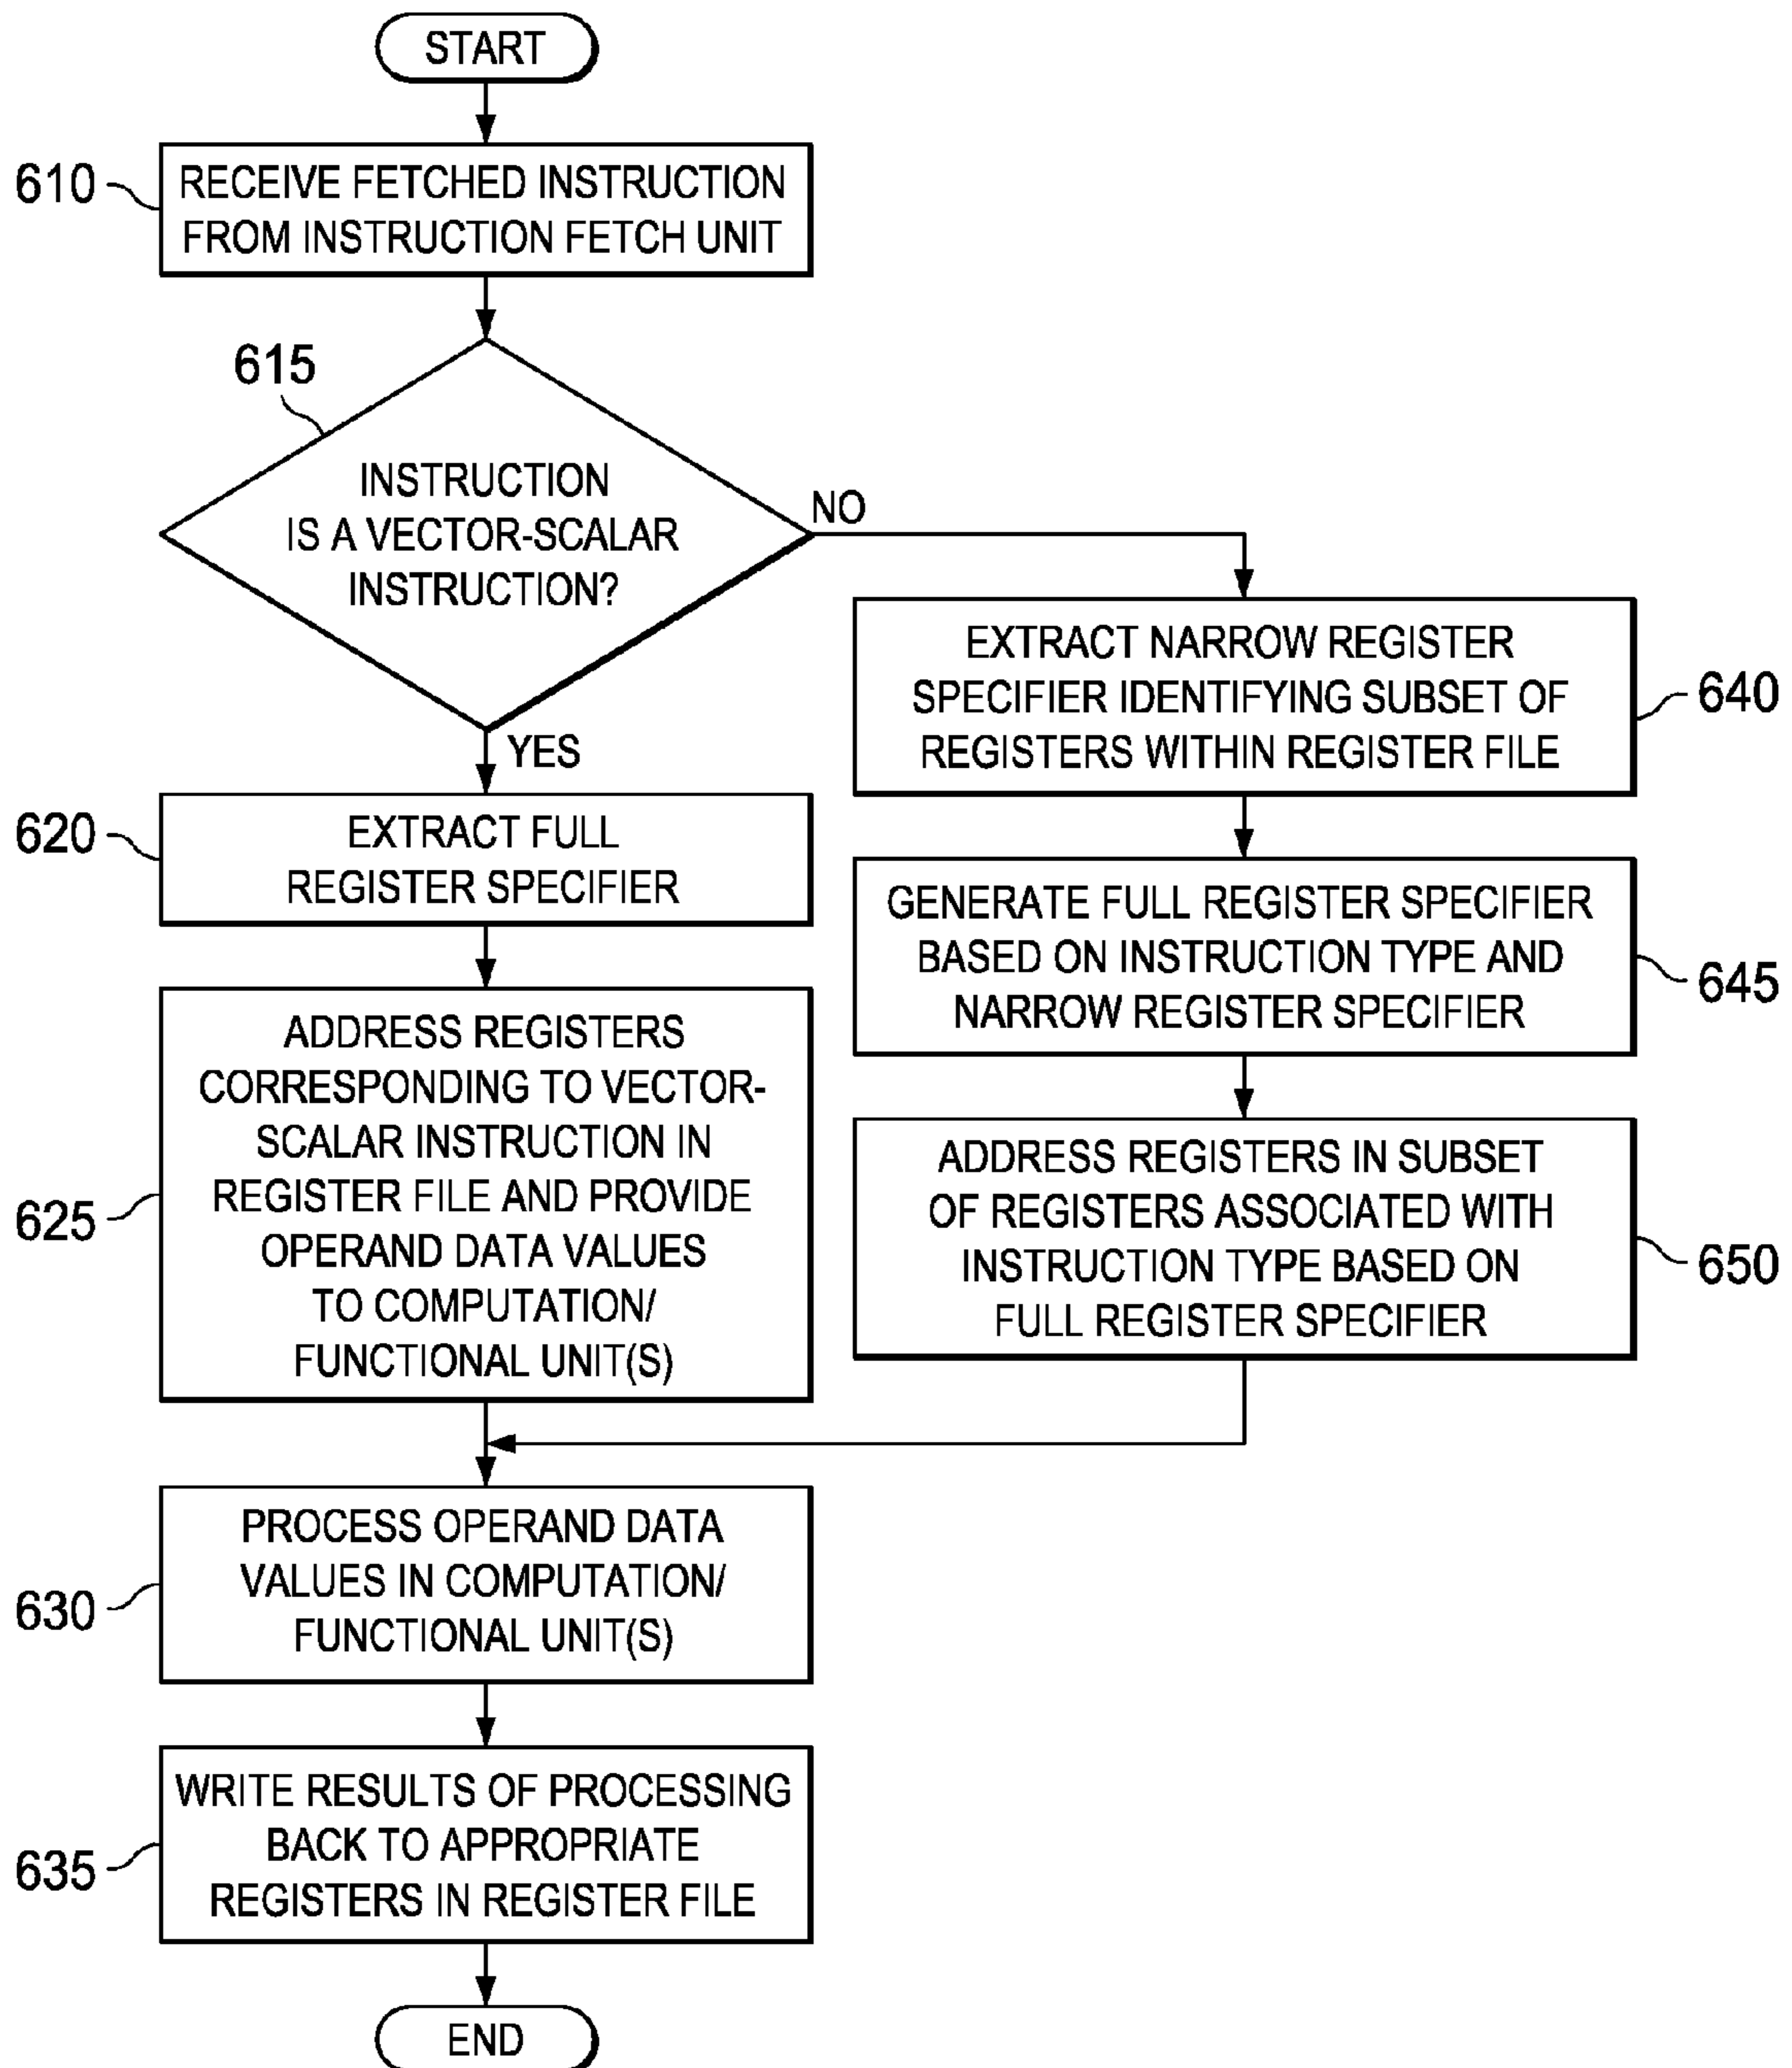 START
610
RECEIVE FETCHED INSTRUCTION
FROM INSTRUCTION FETCH UNIT
615
INSTRUCTION
IS A VECTOR-SCALAR
INSTRUCTION?
NO
YES
620
EXTRACT FULL
REGISTER SPECIFIER
625
ADDRESS REGISTERS
CORRESPONDING TO VECTOR-
SCALAR INSTRUCTION IN
REGISTER FILE AND PROVIDE
OPERAND DATA VALUES
TO COMPUTATION/
FUNCTIONAL UNIT(S)
EXTRACT NARROW REGISTER
SPECIFIER IDENTIFYING SUBSET OF
REGISTERS WITHIN REGISTER FILE
640
GENERATE FULL REGISTER SPECIFIER
BASED ON INSTRUCTION TYPE AND
NARROW REGISTER SPECIFIER
645
ADDRESS REGISTERS IN SUBSET
OF REGISTERS ASSOCIATED WITH
INSTRUCTION TYPE BASED ON
FULL REGISTER SPECIFIER
650
630
PROCESS OPERAND DATA
VALUES IN COMPUTATION/
FUNCTIONAL UNIT(S)
635
WRITE RESULTS OF PROCESSING
BACK TO APPROPRIATE
REGISTERS IN REGISTER FILE
END